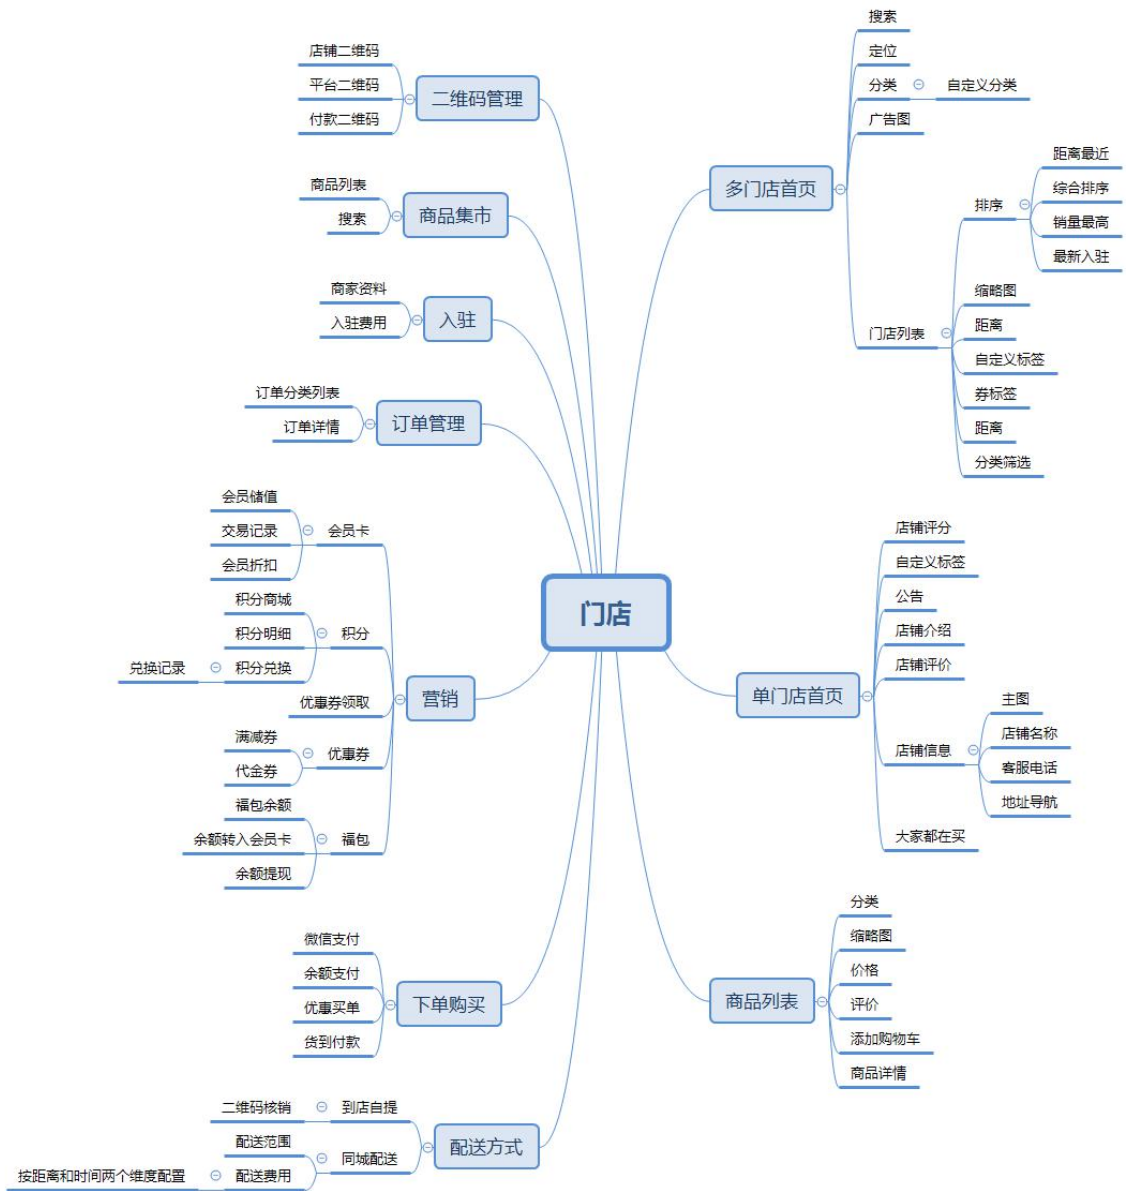 门店
多门店首页
搜索
定位
分类
自定义分类
广告图
门店列表
排序
距离最近
综合排序
销量最高
最新入驻
缩略图
距离
自定义标签
券标签
距离
分类筛选
单门店首页
店铺评分
自定义标签
公告
店铺介绍
店铺评价
店铺信息
主图
店铺名称
客服电话
地址导航
大家都在买
商品列表
分类
缩略图
价格
评价
添加购物车
商品详情
二维码管理
店铺二维码
平台二维码
付款二维码
商品集市
商品列表
搜索
入驻
商家资料
入驻费用
订单管理
订单分类列表
订单详情
营销
会员卡
会员储值
交易记录
会员折扣
积分
积分商城
积分明细
积分兑换
兑换记录
优惠券领取
优惠券
满减券
代金券
福包
福包余额
余额转入会员卡
余额提现
下单购买
微信支付
余额支付
优惠买单
货到付款
配送方式
到店自提
二维码核销
同城配送
配送范围
配送费用
按距离和时间两个维度配置